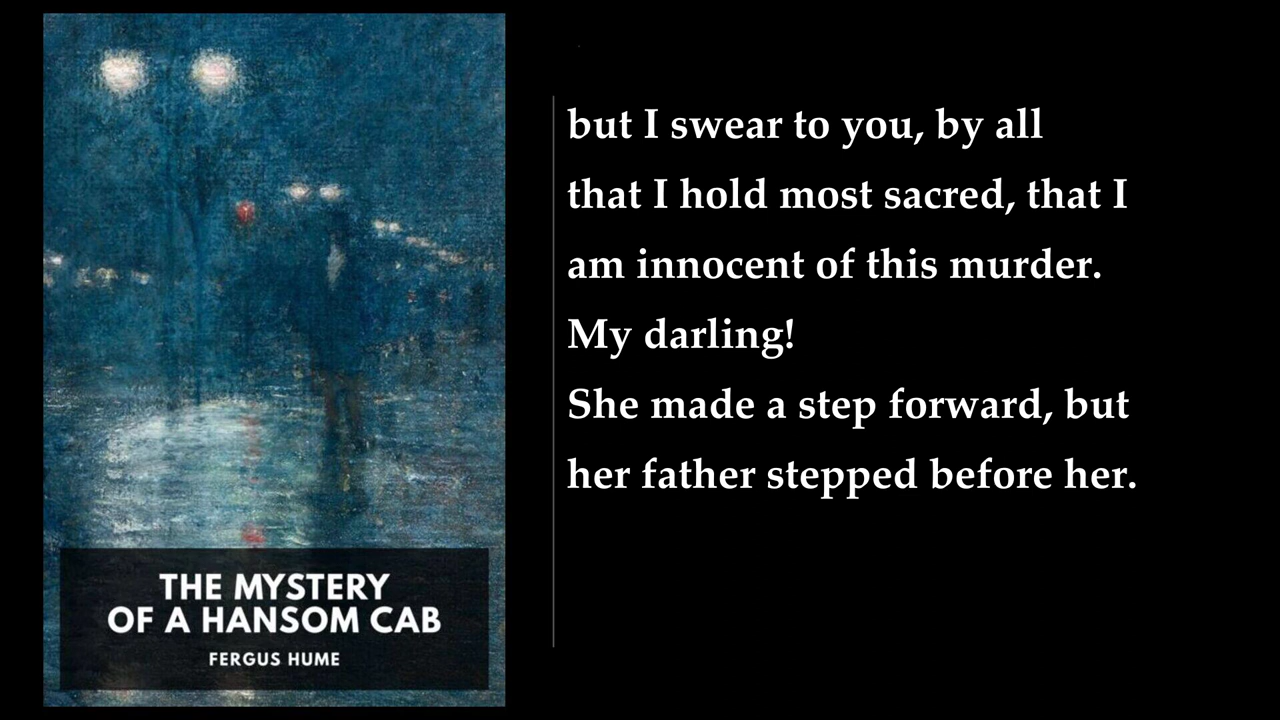 but I swear to you, by all
that I hold most sacred, that I
am innocent of this murder.
My darling!
She made a step forward, but
her father stepped before her.
THE MYSTERY
OF A HANSOM CAB
FERGUS HUME